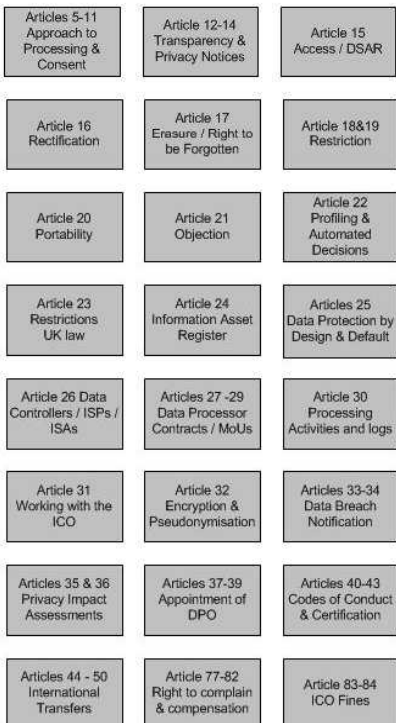 Articles 5-11
Approach to
Processing &
Consent
Article 12-14
Transparency &
Privacy Notices
Article 15
Access / DSAR
Article 16
Rectification
Article 17
Erasure / Right to
be Forgotten
Article 18&19
Restriction
Article 20
Portability
Article 21
Objection
Article 22
Profiling &
Automated
Decisions
Article 23
Restrictions
UK law
Article 24
Information Asset
Register
Articles 25
Data Protection by
Design & Default
Article 26 Data
Controllers / ISPs /
ISAs
Articles 27 -29
Data Processor
Contracts / MoUs
Article 30
Processing
Activities and logs
Article 31
Working with the
ICO
Article 32
Encryption &
Pseudonymisation
Articles 33-34
Data Breach
Notification
Articles 35 & 36
Privacy Impact
Assessments
Articles 37-39
Appointment of
DPO
Articles 40-43
Codes of Conduct
& Certification
Articles 44 - 50
International
Transfers
Article 77-82
Right to complain
& compensation
Article 83-84
ICO Fines